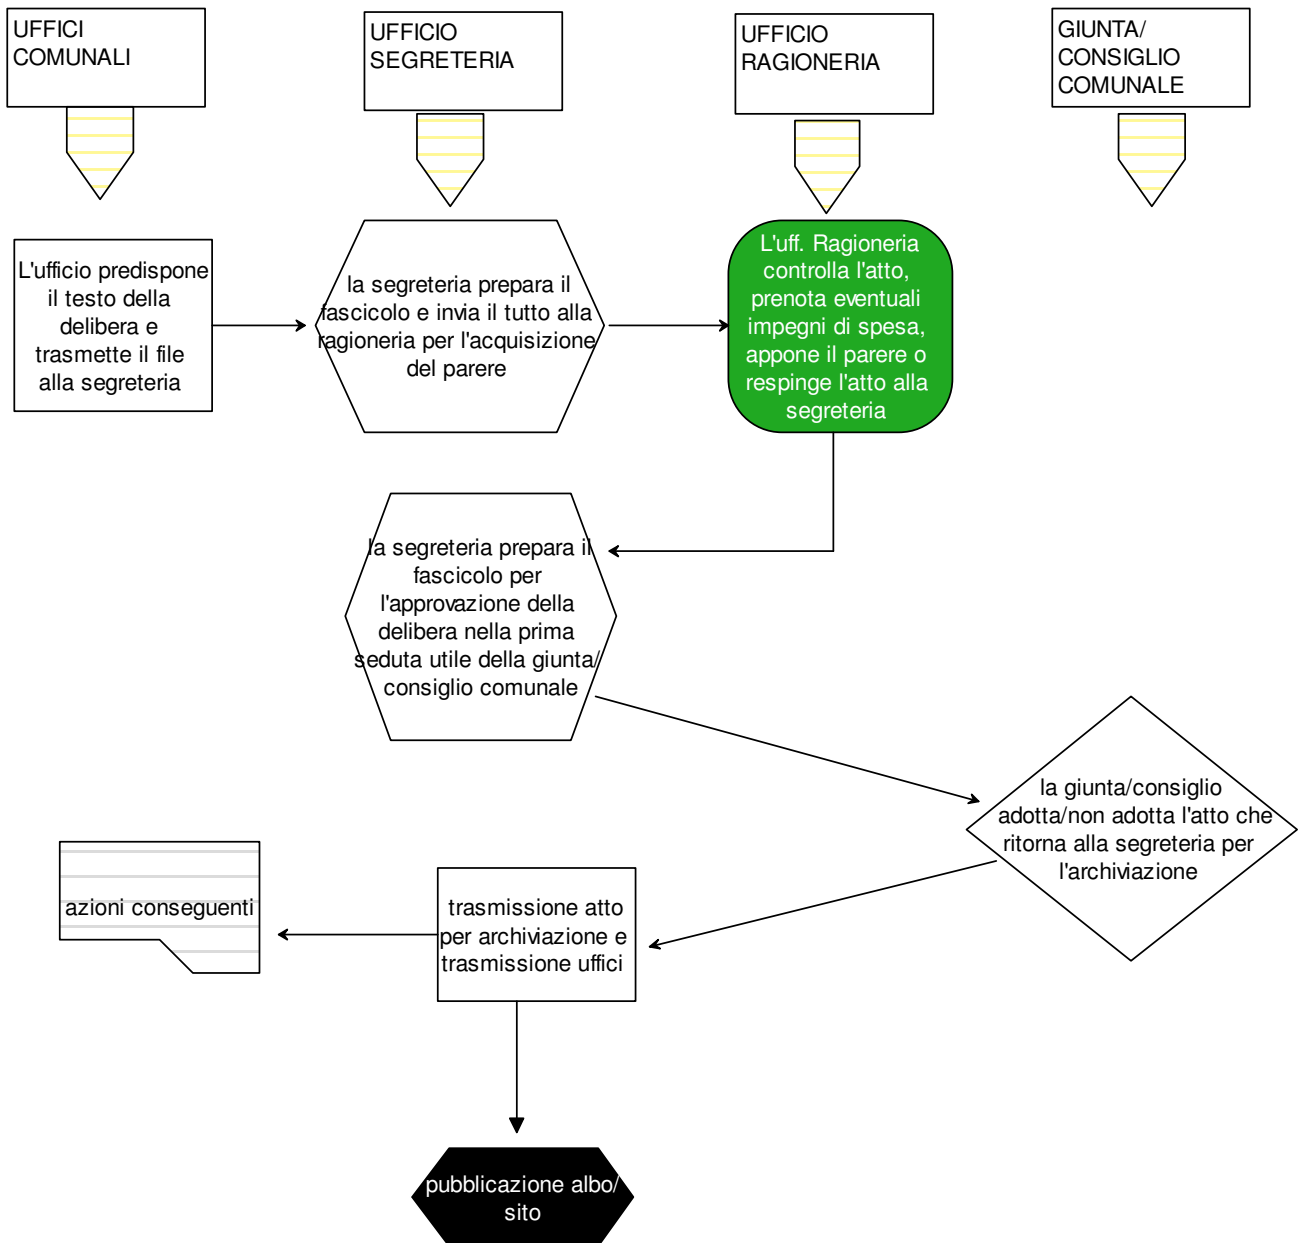 UFFICI
COMUNALI
UFFICIO
SEGRETERIA
UFFICIO
RAGIONERIA
GIUNTA/
CONSIGLIO
COMUNALE
L'ufficio predispone
il testo della
delibera e
trasmette il file
alla segreteria
la segreteria prepara il
fascicolo e invia il tutto alla
ragioneria per l'acquisizione
del parere
L'uff. Ragioneria
controlla l'atto,
prenota eventuali
impegni di spesa,
appone il parere o
respinge l'atto alla
segreteria
la segreteria prepara il
fascicolo per
l'approvazione della
delibera nella prima
seduta utile della giunta/
consiglio comunale
la giunta/consiglio
adotta/non adotta l'atto che
ritorna alla segreteria per
l'archiviazione
azioni conseguenti
trasmissione atto
per archiviazione e
trasmissione uffici
pubblicazione albo/
sito